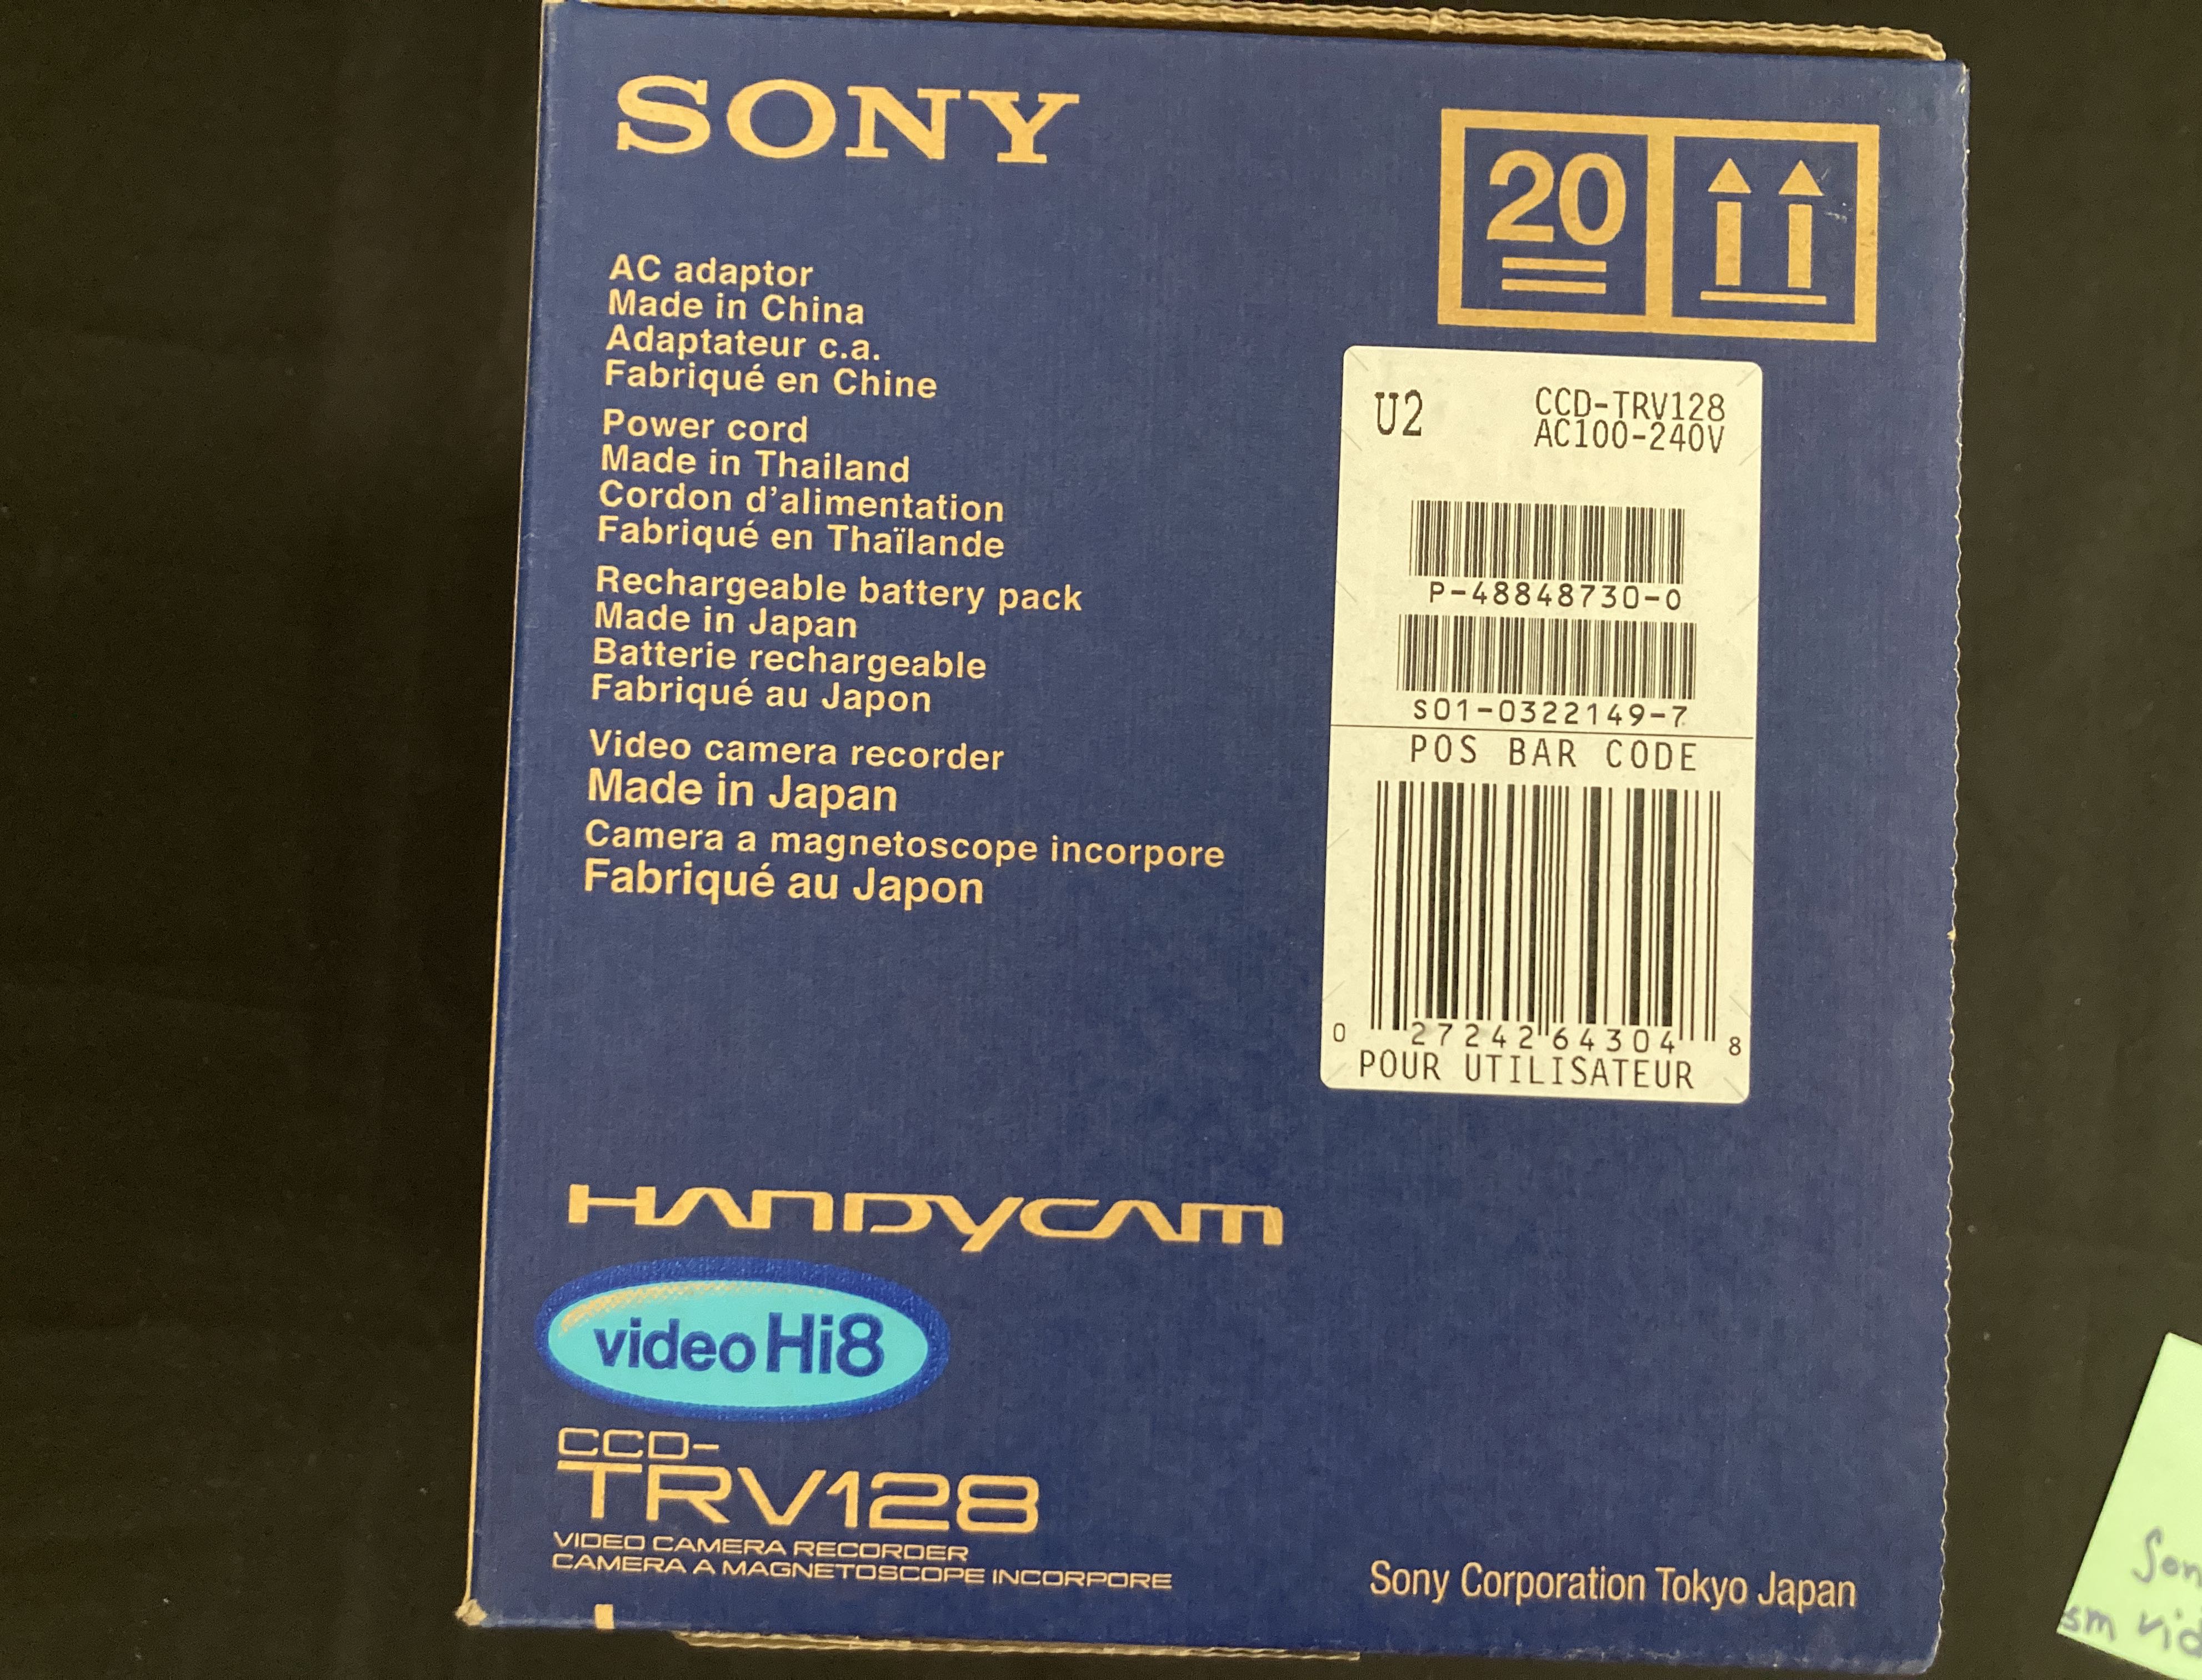 SONY
20
AC adaptor
Made in China
Adaptateur c.a.
Fabriqué en Chine
Power cord
Made in Thailand
Cordon d'alimentation
Fabriqué en Thaïlande
Rechargeable battery pack
Made in Japan
Batterie rechargeable
Fabriqué au Japon
Video camera recorder
Made in Japan
Camera a magnetoscope incorpore
Fabriqué au Japon
U2
CCD-TRV128
AC100-240V
P-48848730-0
S01-0322149-7
POS BAR CODE
0 27242 64304 8
POUR UTILISATEUR
HANDYCAM
video Hi8
CCD-
TRV128
VIDEO CAMERA RECORDER
CAMERA A MAGNETOSCOPE INCORPORE
Sony Corporation Tokyo Japan